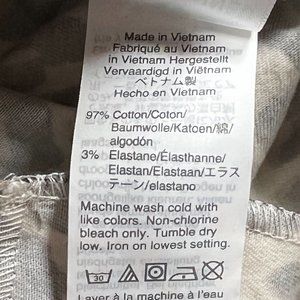 Made in Vietnam
Fabriqué au Vietnam
in Vietnam Hergestellt
Vervaardigd in Viëtnam
ベトナム製
Hecho en Vietnam
97% Cotton/Coton/
Baumwolle/Katoen/綿/
algodón
3% Elastane/Élasthanne/
Elastan/Elastaan/エラス
テーン/elastano
Machine wash cold with
like colors. Non-chlorine
bleach only. Tumble dry
low. Iron on lowest setting.
30
Laver à la machine à l'eau